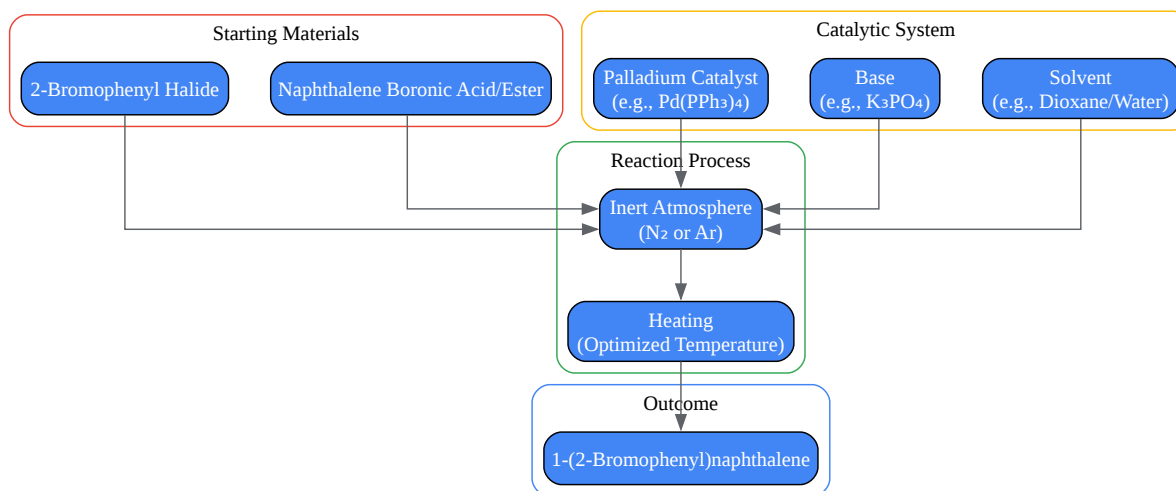 Starting Materials
2-Bromophenyl Halide
Naphthalene Boronic Acid/Ester
Catalytic System
Palladium Catalyst
(e.g., Pd(PPh₃)₄)
Base
(e.g., K₃PO₄)
Solvent
(e.g., Dioxane/Water)
Reaction Process
Inert Atmosphere
(N₂ or Ar)
Heating
(Optimized Temperature)
Outcome
1-(2-Bromophenyl)naphthalene